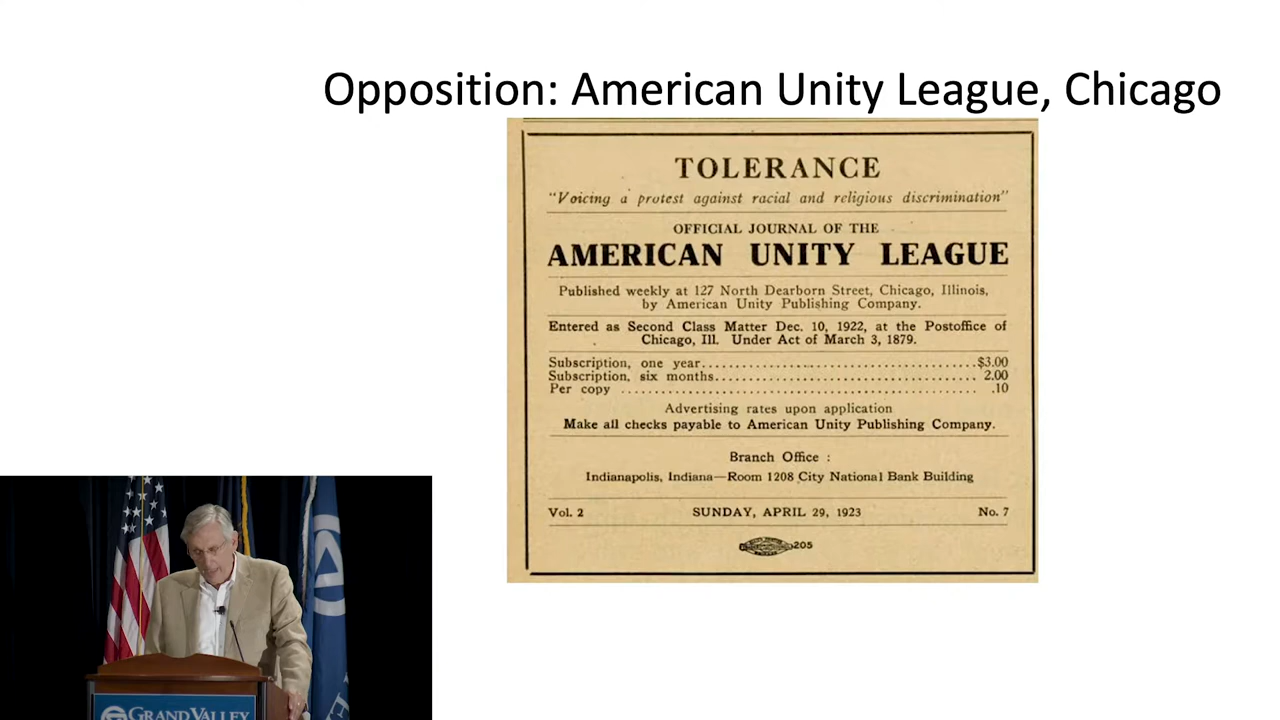 Opposition: American Unity League, Chicago
TOLERANCE
"Voicing a protest against racial and religious discrimination"
OFFICIAL JOURNAL OF THE
AMERICAN UNITY LEAGUE
Published weekly at 127 North Dearborn Street, Chicago, Illinois,
by American Unity Publishing Company.
Entered as Second Class Matter Dec. 10, 1922, at the Postoffice of
Chicago, Ill. Under Act of March 3, 1879.
Subscription, one year........................................$3.00
Subscription, six months...................................... 2.00
Per copy ..................................................... .10
Advertising rates upon application
Make all checks payable to American Unity Publishing Company.
Branch Office :
Indianapolis, Indiana—Room 1208 City National Bank Building
Vol. 2 SUNDAY, APRIL 29, 1923 No. 7
205
GRAND VALLEY